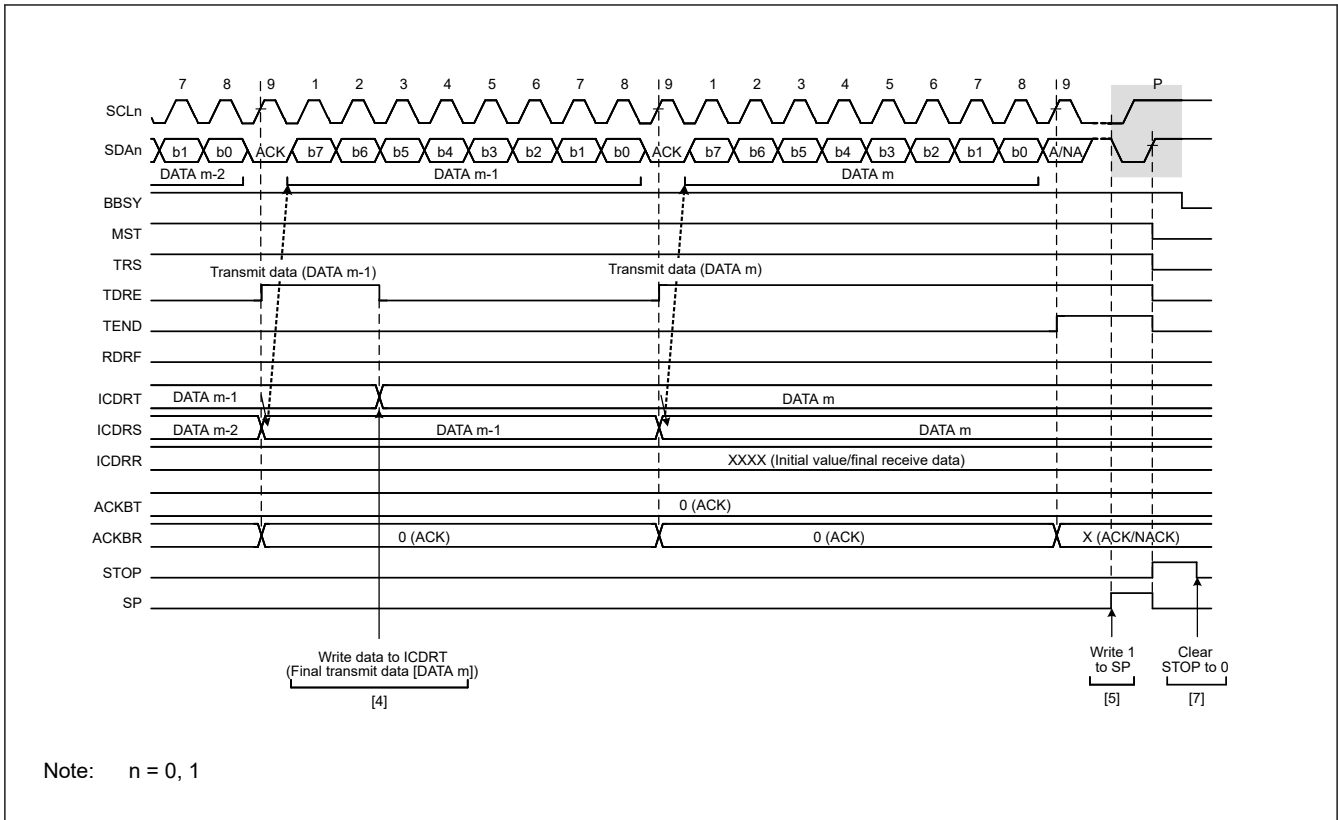 7 8 9 1 2 3 4 5 6 7 8 9 1 2 3 4 5 6 7 8 9 P
SCLn
SDAn b1 b0 ACK b7 b6 b5 b4 b3 b2 b1 b0 ACK b7 b6 b5 b4 b3 b2 b1 b0 A/NA
DATA m-2 DATA m-1 DATA m
BBSY
MST
TRS
Transmit data (DATA m-1) Transmit data (DATA m)
TDRE
TEND
RDRF
ICDRT DATA m-1 DATA m
ICDRS DATA m-2 DATA m-1 DATA m
ICDRR XXXX (Initial value/final receive data)
ACKBT 0 (ACK)
ACKBR 0 (ACK) 0 (ACK) X (ACK/NACK)
STOP
SP
Write data to ICDRT
(Final transmit data [DATA m])
[4]
Write 1
to SP
[5]
Clear
STOP to 0
[7]
Note: n = 0, 1